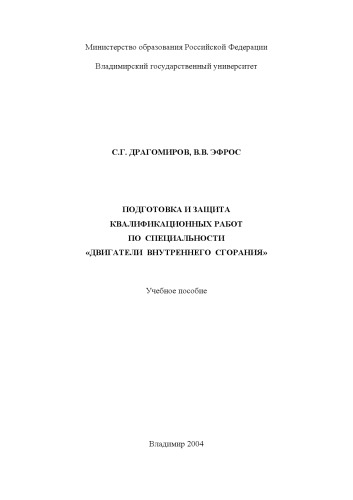 Министерство образования Российской Федерации
Владимирский государственный университет
С.Г. ДРАГОМИРОВ, В.В. ЭФРОС
ПОДГОТОВКА И ЗАЩИТА
КВАЛИФИКАЦИОННЫХ РАБОТ
ПО СПЕЦИАЛЬНОСТИ
«ДВИГАТЕЛИ ВНУТРЕННЕГО СГОРАНИЯ»
Учебное пособие
Владимир 2004